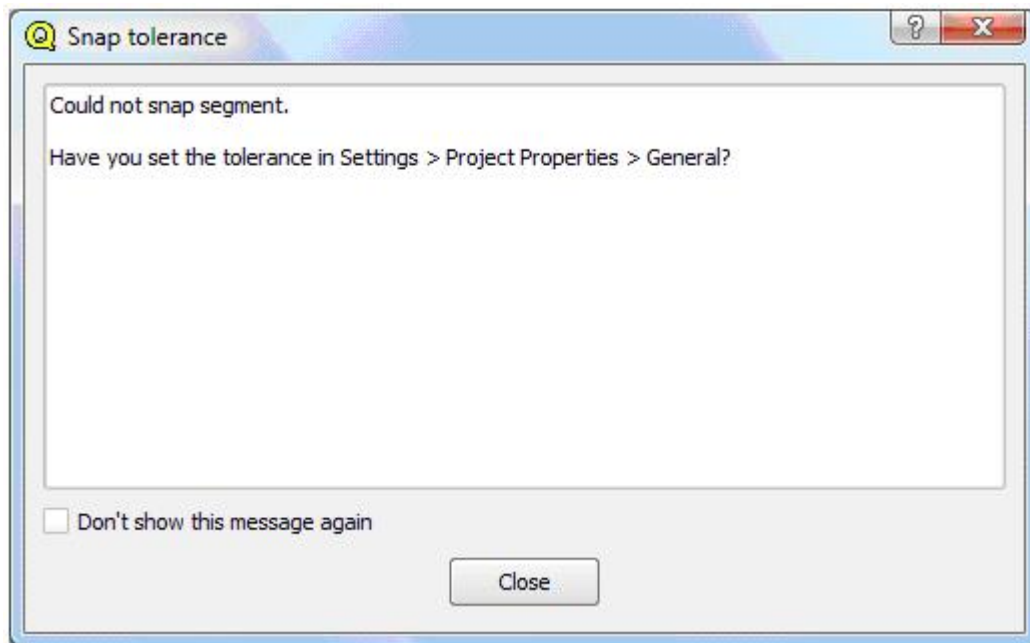 Snap tolerance
Could not snap segment.
Have you set the tolerance in Settings > Project Properties > General?
Don't show this message again
Close